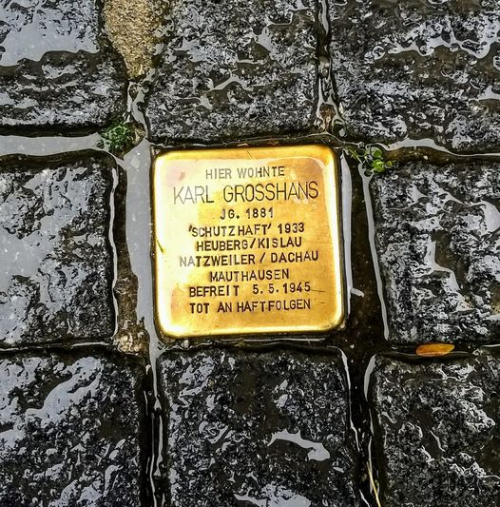 HIER WOHNTE
KARL GROSSHANS
JG. 1881
'SCHUTZHAFT' 1933
HEUBERG/KISLAU
NATZWEILER / DACHAU
MAUTHAUSEN
BEFREIT 5.5.1945
TOT AN HAFTFOLGEN